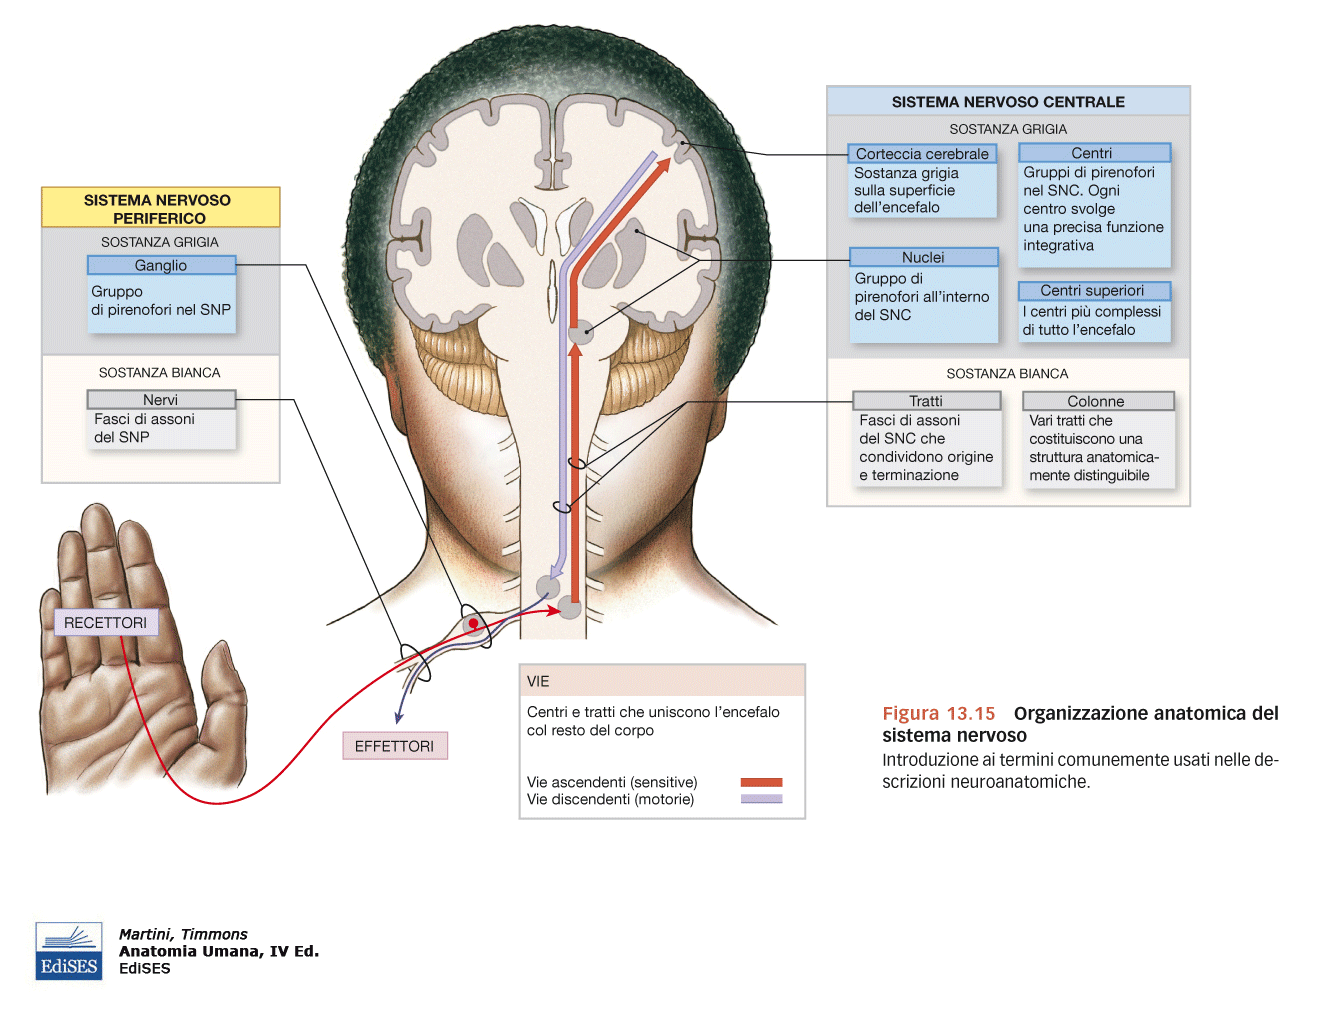 SISTEMA NERVOSO
PERIFERICO
SOSTANZA GRIGIA
Ganglio
Gruppo
di pirenofori nel SNP
SOSTANZA BIANCA
Nervi
Fasci di assoni
del SNP
RECETTORI
EFFETTORI
SISTEMA NERVOSO CENTRALE
SOSTANZA GRIGIA
Corteccia cerebrale
Sostanza grigia
sulla superficie
dell'encefalo
Centri
Gruppi di pirenofori
nel SNC. Ogni
centro svolge
una precisa funzione
integrativa
Nuclei
Gruppo di
pirenofori all'interno
del SNC
Centri superiori
I centri più complessi
di tutto l'encefalo
SOSTANZA BIANCA
Tratti
Fasci di assoni
del SNC che
condividono origine
e terminazione
Colonne
Vari tratti che
costituiscono una
struttura anatomica-
mente distinguibile
VIE
Centri e tratti che uniscono l'encefalo
col resto del corpo
Vie ascendenti (sensitive)
Vie discendenti (motorie)
Figura 13.15 Organizzazione anatomica del
sistema nervoso
Introduzione ai termini comunemente usati nelle de-
scrizioni neuroanatomiche.
EdiSES
Martini, Timmons
Anatomia Umana, IV Ed.
EdiSES